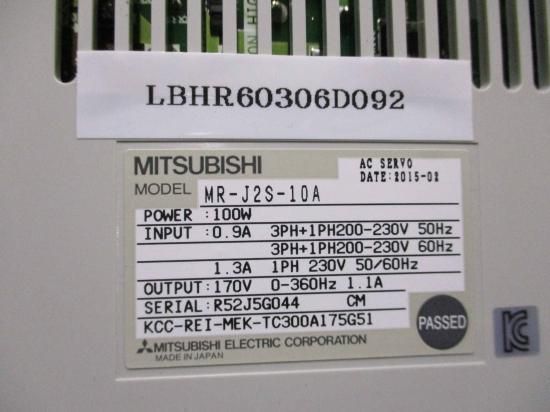 LBHR60306D092
MITSUBISHI
AC SERVO
DATE:2015-02
MODEL MR-J2S-10A
POWER :100W
INPUT :0.9A 3PH+1PH200-230V 50Hz
3PH+1PH200-230V 60Hz
1.3A 1PH 230V 50/60Hz
OUTPUT:170V 0-360Hz 1.1A
SERIAL:R52J5G044 CM
KCC-REI-MEK-TC300A175G51
PASSED
MITSUBISHI ELECTRIC CORPORATION
MADE IN JAPAN